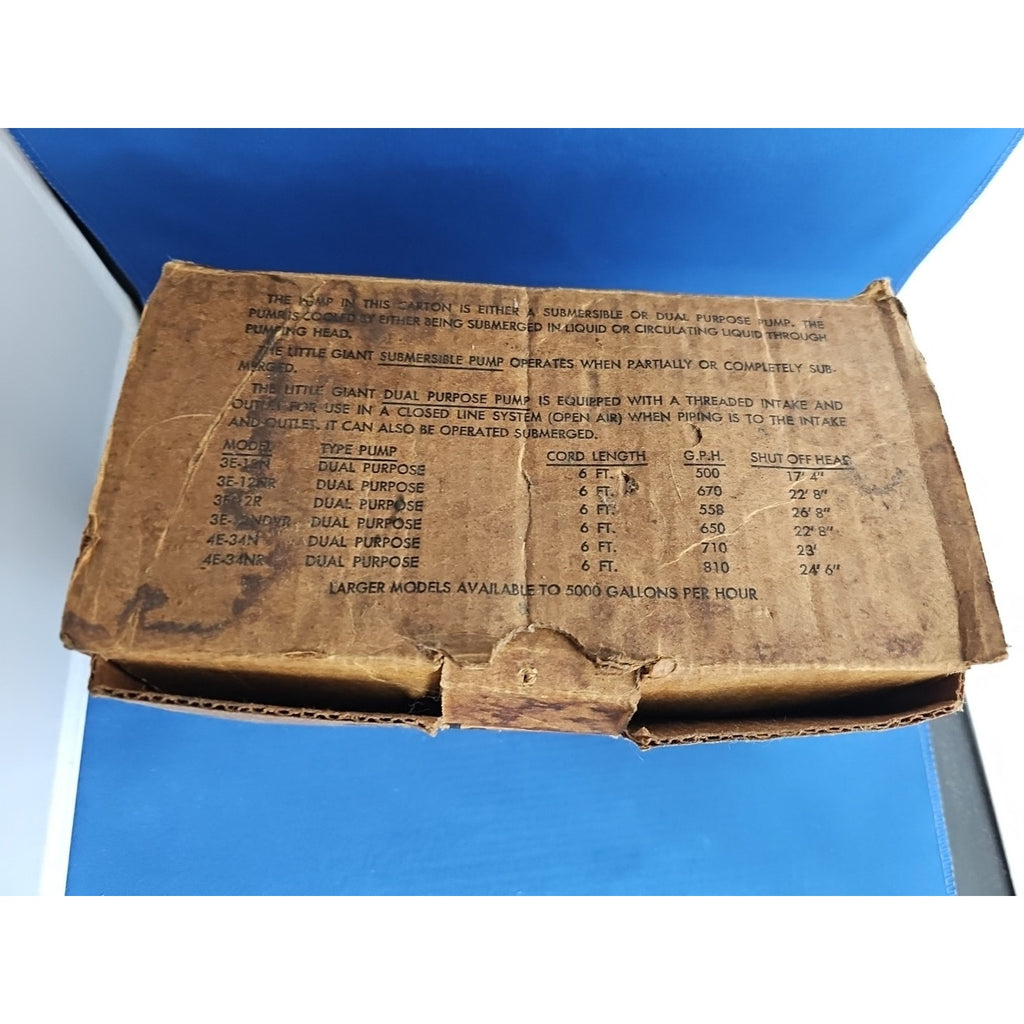 THE PUMP IN THIS CARTON IS EITHER A SUBMERSIBLE OR DUAL PURPOSE PUMP. THE
PUMP IS COOLED BY EITHER BEING SUBMERGED IN LIQUID OR CIRCULATING LIQUID THROUGH
PUMPING HEAD.
THE LITTLE GIANT SUBMERSIBLE PUMP OPERATES WHEN PARTIALLY OR COMPLETELY SUB-
MERGED.
THE LITTLE GIANT DUAL PURPOSE PUMP IS EQUIPPED WITH A THREADED INTAKE AND
OUTLET FOR USE IN A CLOSED LINE SYSTEM (OPEN AIR) WHEN PIPING IS TO THE INTAKE
AND OUTLET. IT CAN ALSO BE OPERATED SUBMERGED.
MODEL TYPE PUMP CORD LENGTH G.P.H. SHUT OFF HEAD
DUAL PURPOSE 6 FT. 500 17' 4"
3E-12NR DUAL PURPOSE 6 FT. 670 22' 8"
DUAL PURPOSE 6 FT. 558 26' 8"
3E-12NDVR DUAL PURPOSE 6 FT. 650 22' 8"
4E-34N DUAL PURPOSE 6 FT. 710 23'
4E-34NR DUAL PURPOSE 6 FT. 810 24' 6"
LARGER MODELS AVAILABLE TO 5000 GALLONS PER HOUR